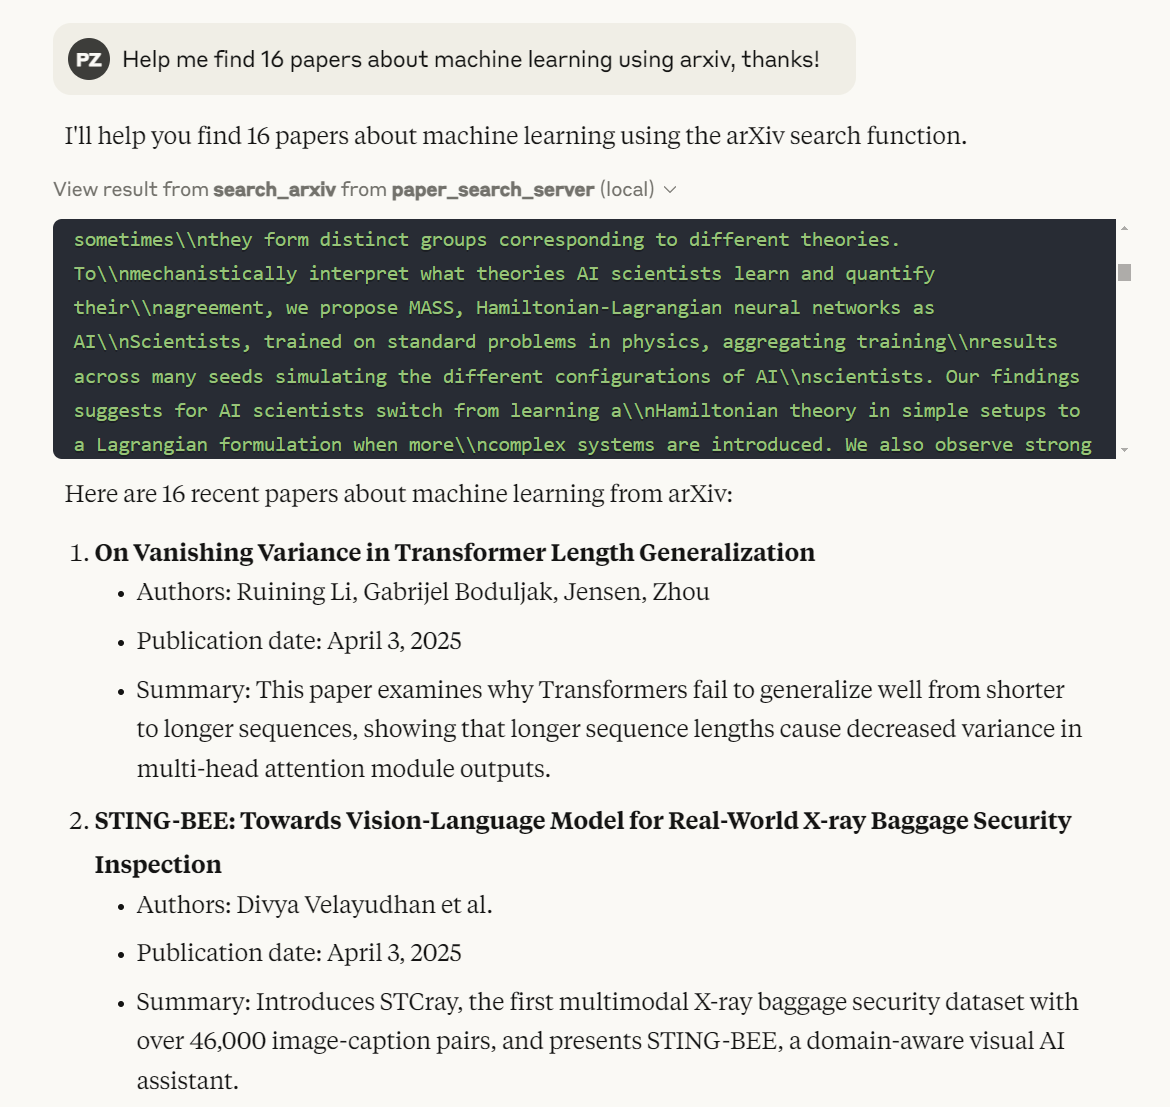 PZ Help me find 16 papers about machine learning using arxiv, thanks!
I'll help you find 16 papers about machine learning using the arXiv search function.
View result from search_arxiv from paper_search_server (local)
sometimes\\nthey form distinct groups corresponding to different theories.
To\\nmechanistically interpret what theories AI scientists learn and quantify
their\\nagreement, we propose MASS, Hamiltonian-Lagrangian neural networks as
AI\\nScientists, trained on standard problems in physics, aggregating training\\nresults
across many seeds simulating the different configurations of AI\\nscientists. Our findings
suggests for AI scientists switch from learning a\\nHamiltonian theory in simple setups to
a Lagrangian formulation when more\\ncomplex systems are introduced. We also observe strong
Here are 16 recent papers about machine learning from arXiv:
1. On Vanishing Variance in Transformer Length Generalization
• Authors: Ruining Li, Gabrijel Boduljak, Jensen, Zhou
• Publication date: April 3, 2025
• Summary: This paper examines why Transformers fail to generalize well from shorter
to longer sequences, showing that longer sequence lengths cause decreased variance in
multi-head attention module outputs.
2. STING-BEE: Towards Vision-Language Model for Real-World X-ray Baggage Security
Inspection
• Authors: Divya Velayudhan et al.
• Publication date: April 3, 2025
• Summary: Introduces STCray, the first multimodal X-ray baggage security dataset with
over 46,000 image-caption pairs, and presents STING-BEE, a domain-aware visual AI
assistant.